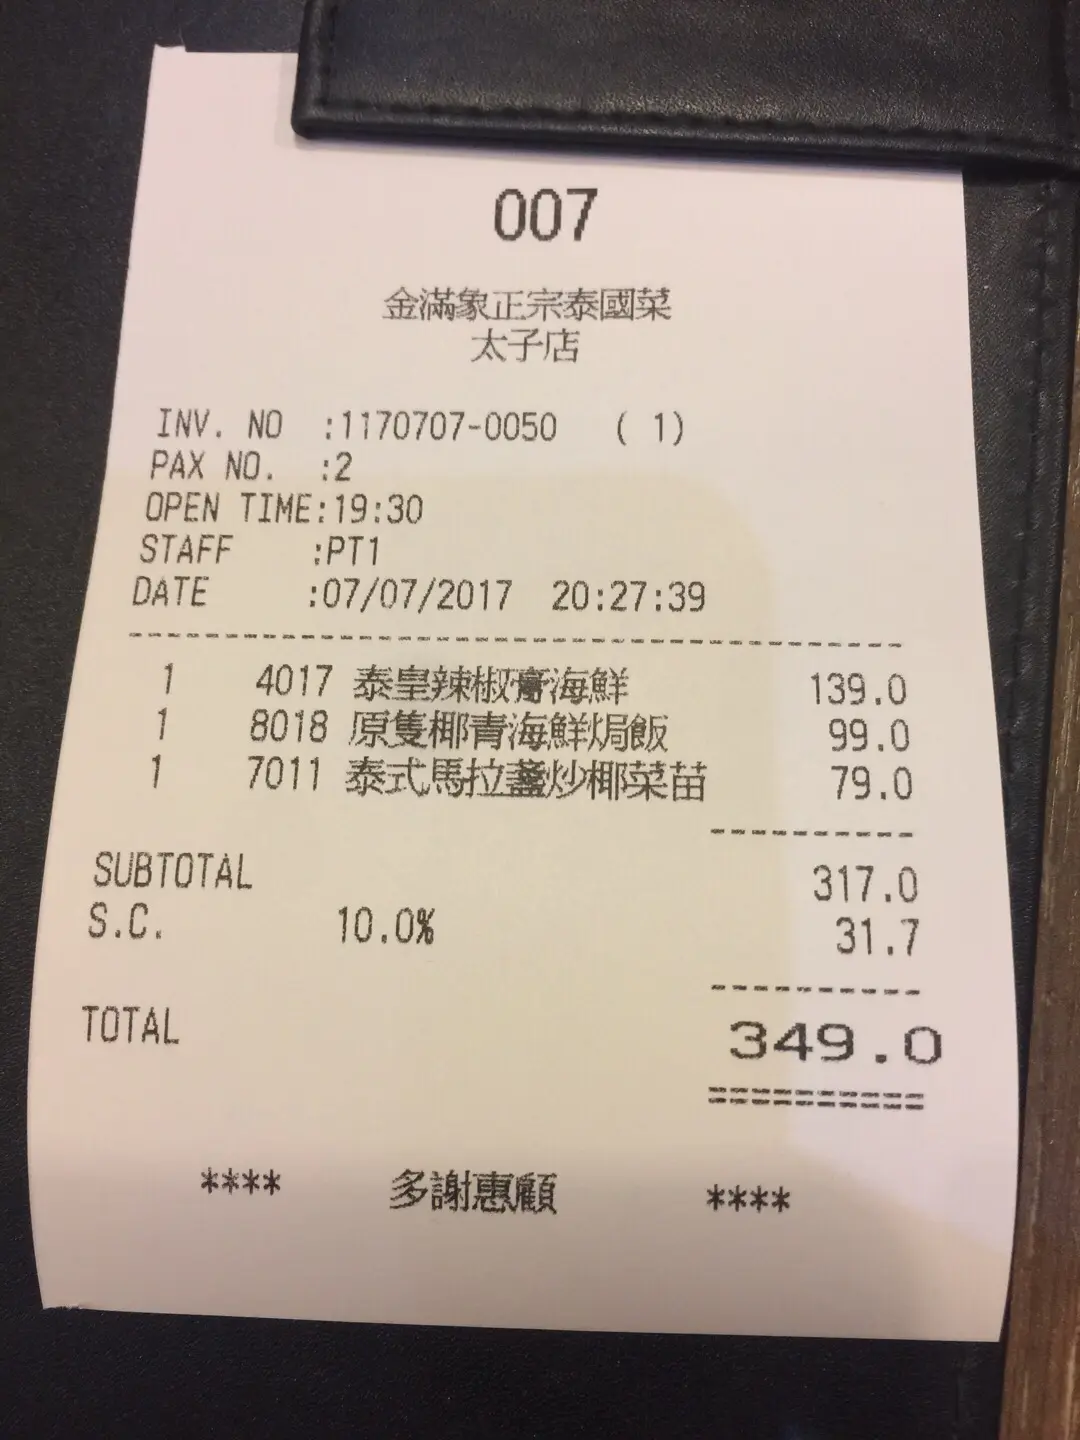 007
金滿象正宗泰國菜
太子店
INV. NO :1170707-0050 ( 1)
PAX NO. :2
OPEN TIME:19:30
STAFF :PT1
DATE :07/07/2017 20:27:39
1 4017 泰皇辣椒膏海鮮 139.0
1 8018 原隻椰青海鮮焗飯 99.0
1 7011 泰式馬拉盞炒椰菜苗 79.0
SUBTOTAL 317.0
S.C. 10.0% 31.7
TOTAL 349.0
**** 多謝惠顧 ****